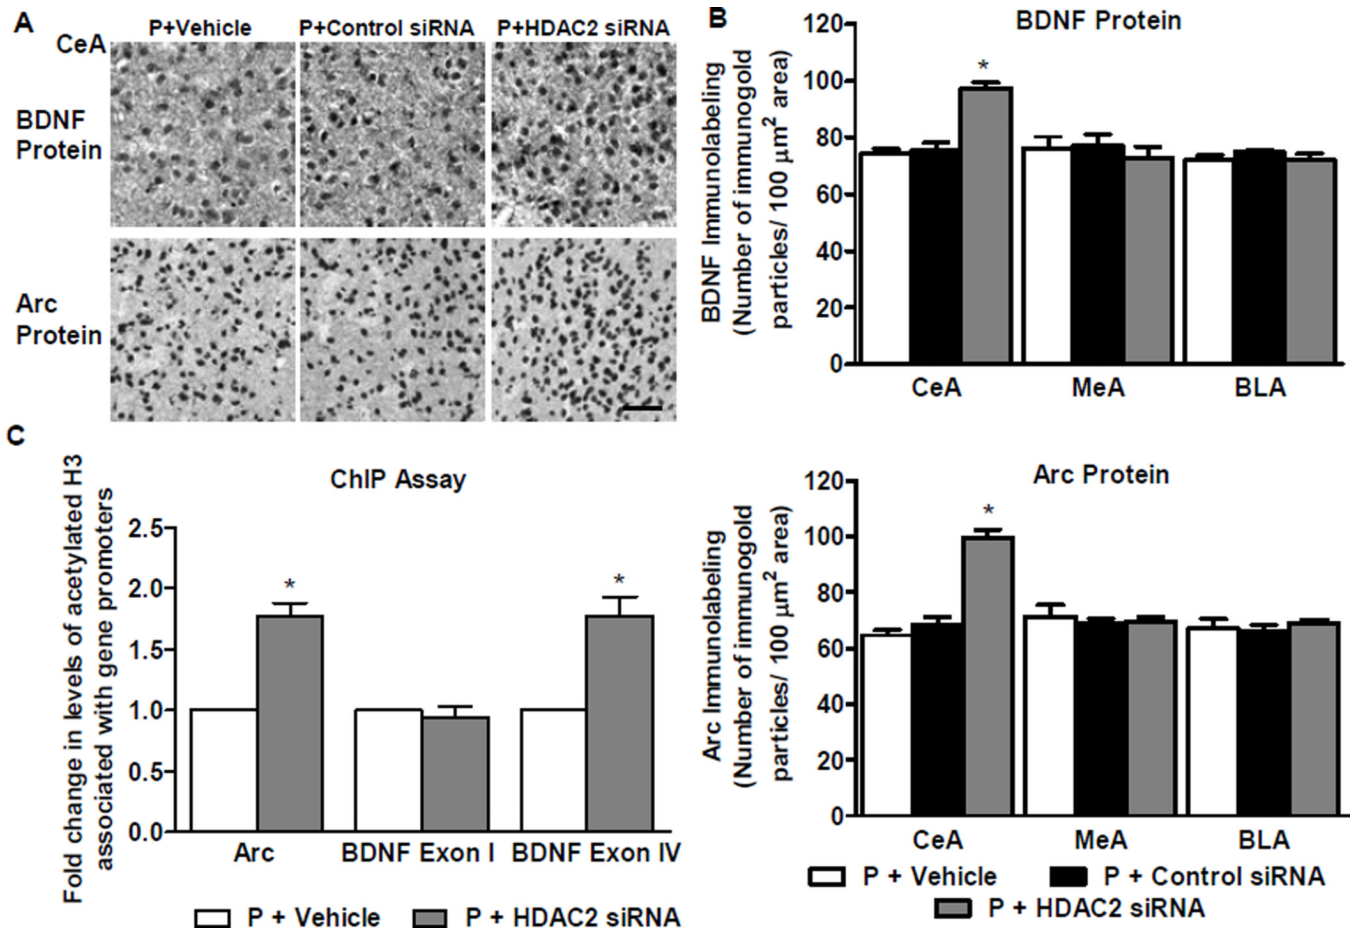 A
P+Vehicle
P+Control siRNA
P+HDAC2 siRNA
CeA
BDNF
Protein
Arc
Protein
B
BDNF Protein
BDNF Immunolabeling
(Number of immunogold
particles/ 100 µm² area)
120
100
80
60
40
20
0
*
CeA
MeA
BLA
C
ChIP Assay
Fold change in levels of acetylated H3
associated with gene promoters
2.5
2.0
1.5
1.0
0.5
0.0
*
*
Arc
BDNF Exon I
BDNF Exon IV
P + Vehicle
P + HDAC2 siRNA
Arc Protein
Arc Immunolabeling
(Number of immunogold
particles/ 100 µm² area)
120
100
80
60
40
20
0
*
CeA
MeA
BLA
P + Vehicle
P + Control siRNA
P + HDAC2 siRNA